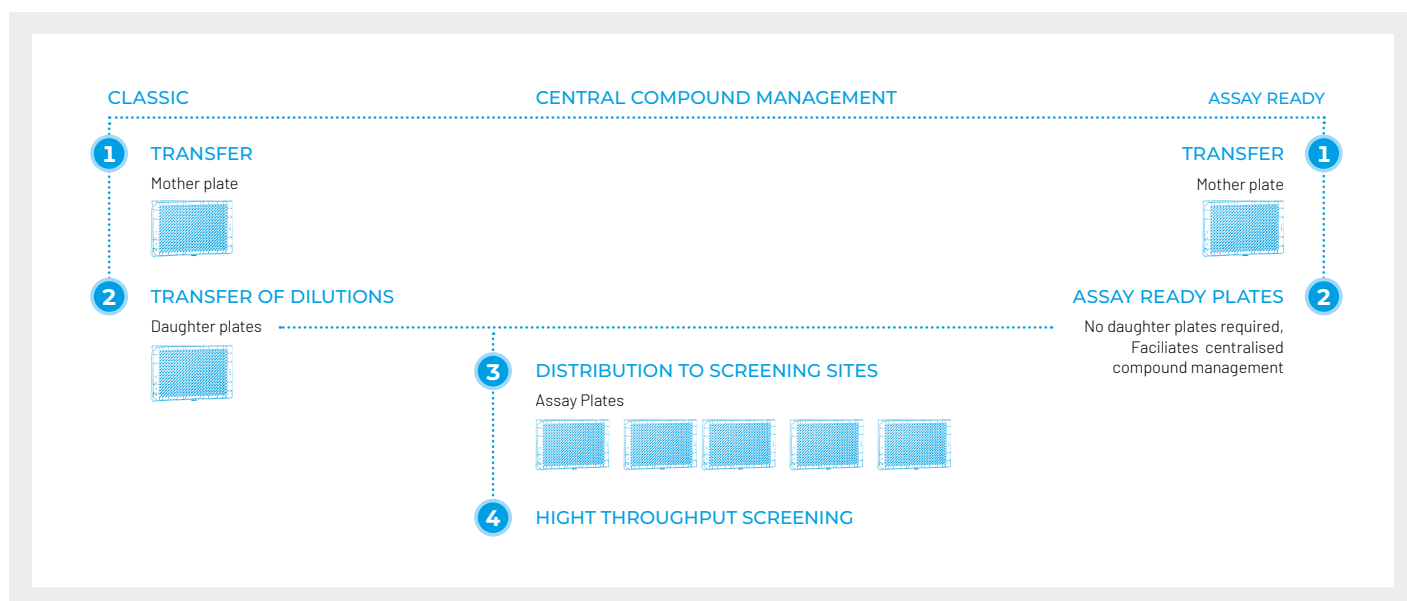 CLASSIC
CENTRAL COMPOUND MANAGEMENT
ASSAY READY
1
TRANSFER
Mother plate
TRANSFER
1
Mother plate
2
TRANSFER OF DILUTIONS
Daughter plates
ASSAY READY PLATES
2
No daughter plates required,
Faciliates centralised
compound management
3
DISTRIBUTION TO SCREENING SITES
Assay Plates
4
HIGHT THROUGHPUT SCREENING